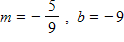 m = -5/9 , b = -9